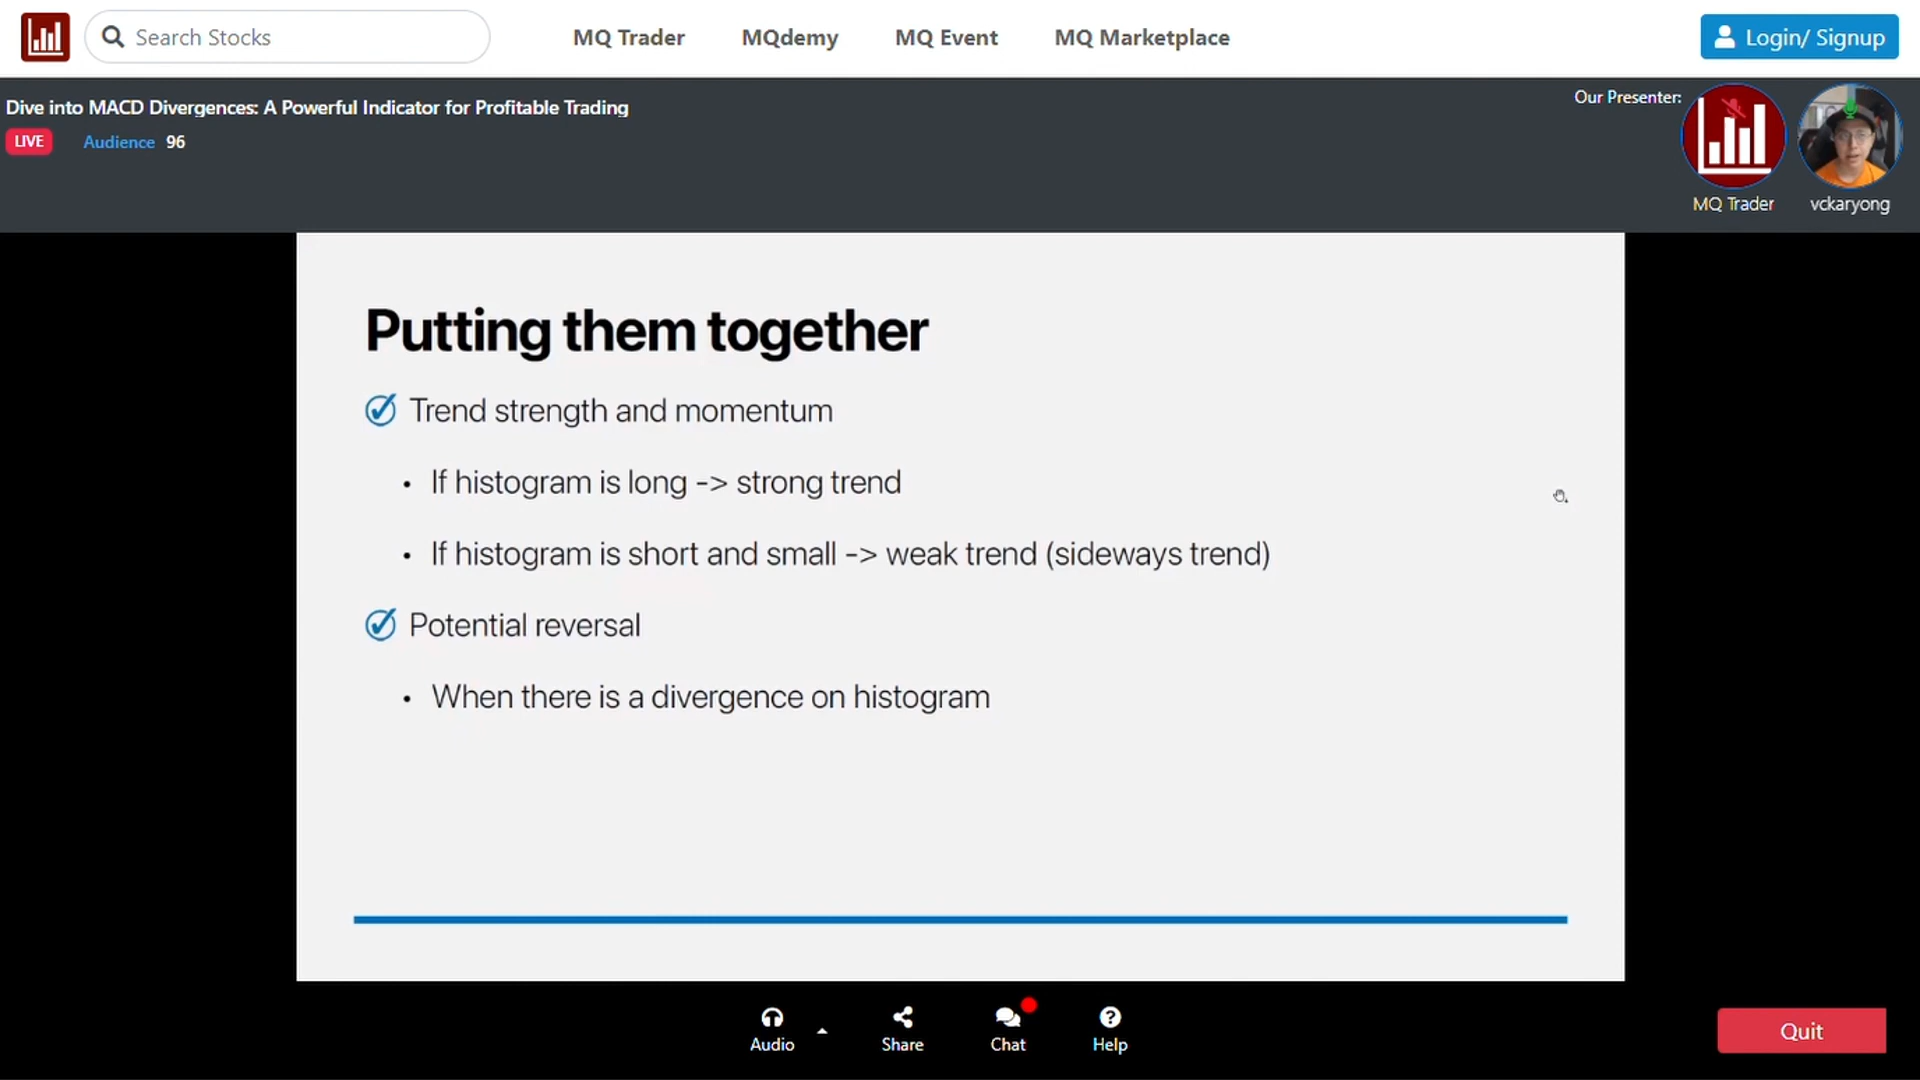 Search Stocks
MQ Trader
MQdemy
MQ Event
MQ Marketplace
Login/ Signup
Dive into MACD Divergences: A Powerful Indicator for Profitable Trading
Our Presenter:
LIVE
Audience 96
MQ Trader
vckaryong
Putting them together
Trend strength and momentum
• If histogram is long -> strong trend
• If histogram is short and small -> weak trend (sideways trend)
Potential reversal
• When there is a divergence on histogram
Audio
Share
Chat
Help
Quit